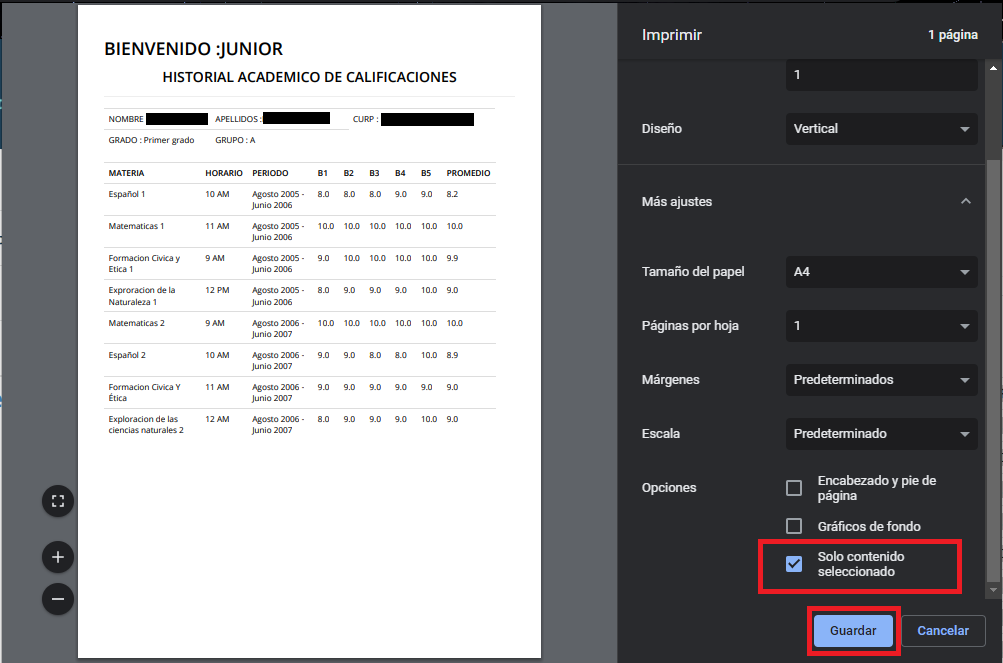 BIENVENIDO :JUNIOR
HISTORIAL ACADEMICO DE CALIFICACIONES
NOMBRE APELLIDOS : CURP :
GRADO : Primer grado GRUPO : A
MATERIA HORARIO PERIODO B1 B2 B3 B4 B5 PROMEDIO
Español 1 10 AM Agosto 2005 - 8.0 8.0 8.0 9.0 9.0 8.2
Junio 2006
Matematicas 1 11 AM Agosto 2005 - 10.0 10.0 10.0 10.0 10.0 10.0
Junio 2006
Formacion Civica y 9 AM Agosto 2005 - 9.0 10.0 10.0 10.0 10.0 9.9
Etica 1 Junio 2006
Exproracion de la 12 PM Agosto 2005 - 8.0 9.0 9.0 9.0 10.0 9.0
Naturaleza 1 Junio 2006
Matematicas 2 9 AM Agosto 2006 - 10.0 10.0 10.0 10.0 10.0 10.0
Junio 2007
Español 2 10 AM Agosto 2006 - 9.0 9.0 8.0 8.0 10.0 8.9
Junio 2007
Formacion Civica Y 11 AM Agosto 2006 - 9.0 9.0 9.0 9.0 9.0 9.0
Ética Junio 2007
Exploracion de las 12 AM Agosto 2006 - 8.0 9.0 9.0 9.0 10.0 9.0
ciencias naturales 2 Junio 2007
Imprimir 1 página
1
Diseño Vertical
Más ajustes
Tamaño del papel A4
Páginas por hoja 1
Márgenes Predeterminados
Escala Predeterminado
Opciones Encabezado y pie de
página
Gráficos de fondo
Solo contenido
seleccionado
Guardar Cancelar